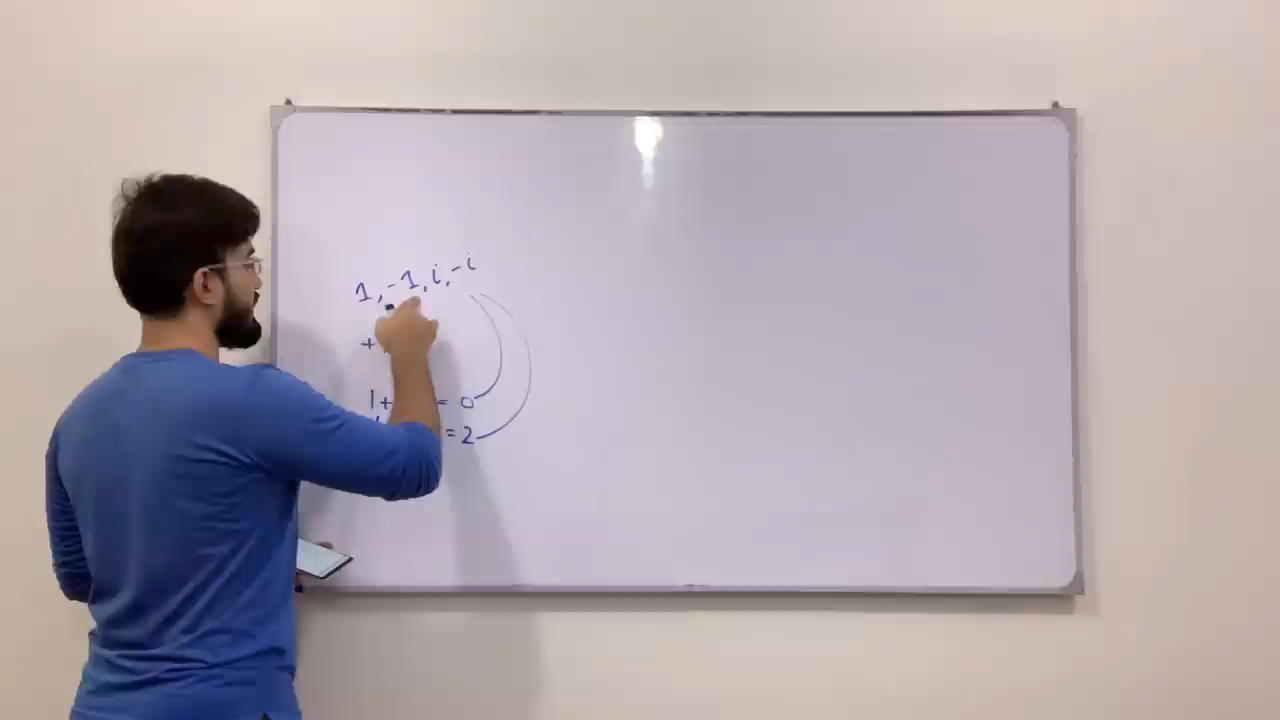 1, -1, i, -i
+
1+ = 0
= 2